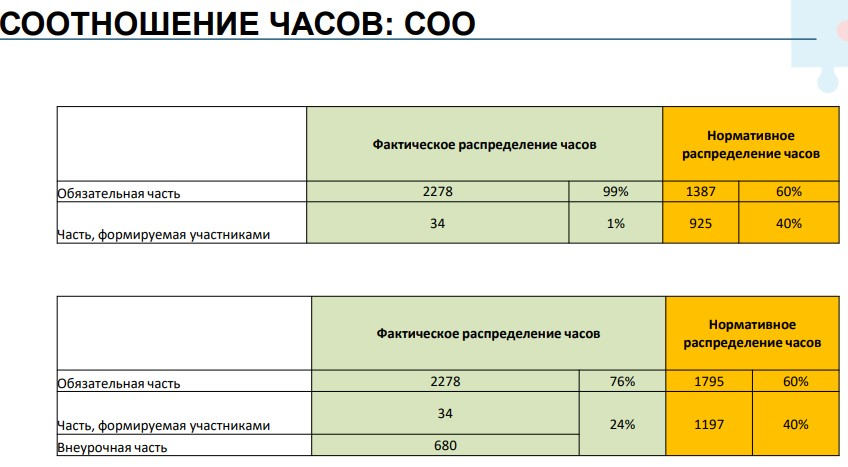 СООТНОШЕНИЕ ЧАСОВ: СОО
Фактическое распределение часов
Нормативное
распределение часов
Обязательная часть 2278 99% 1387 60%
Часть, формируемая участниками 34 1% 925 40%
Фактическое распределение часов
Нормативное
распределение часов
Обязательная часть 2278 76% 1795 60%
Часть, формируемая участниками 34 24% 1197 40%
Внеурочная часть 680